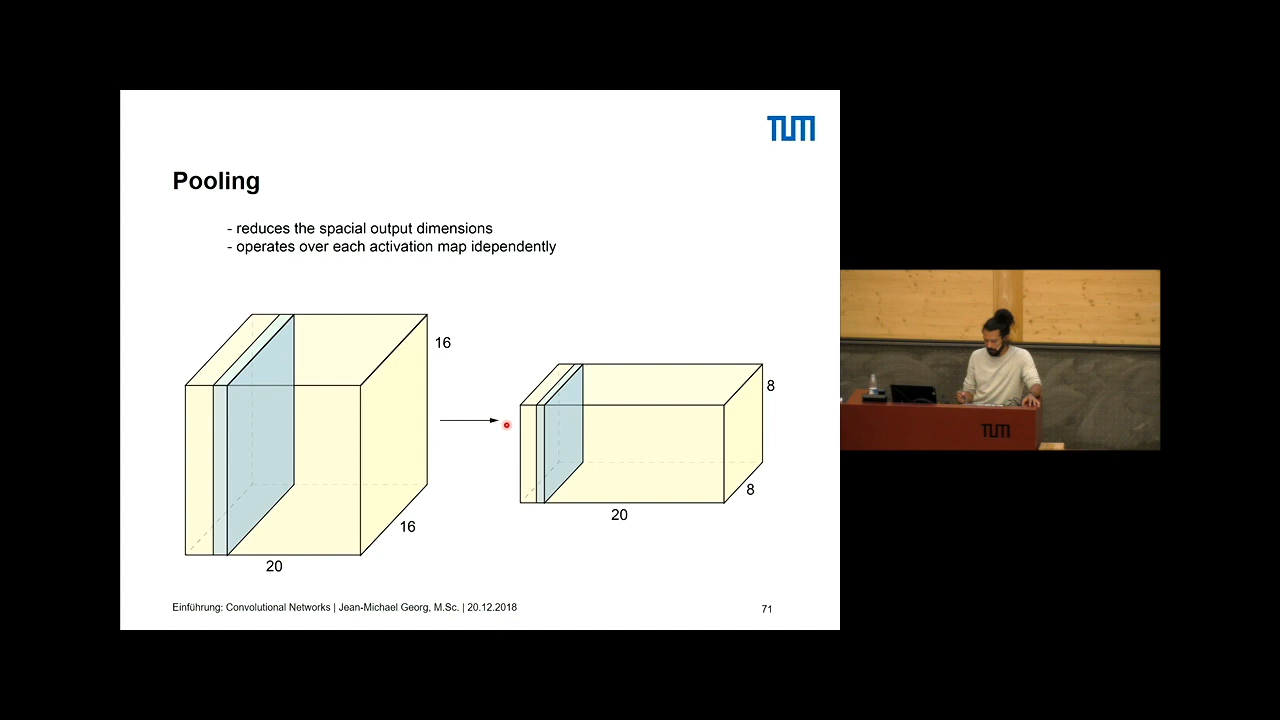 TUM
Pooling
- reduces the spacial output dimensions
- operates over each activation map idependently
16
16
20
8
8
20
Einführung: Convolutional Networks | Jean-Michael Georg, M.Sc. | 20.12.2018
71
TUM